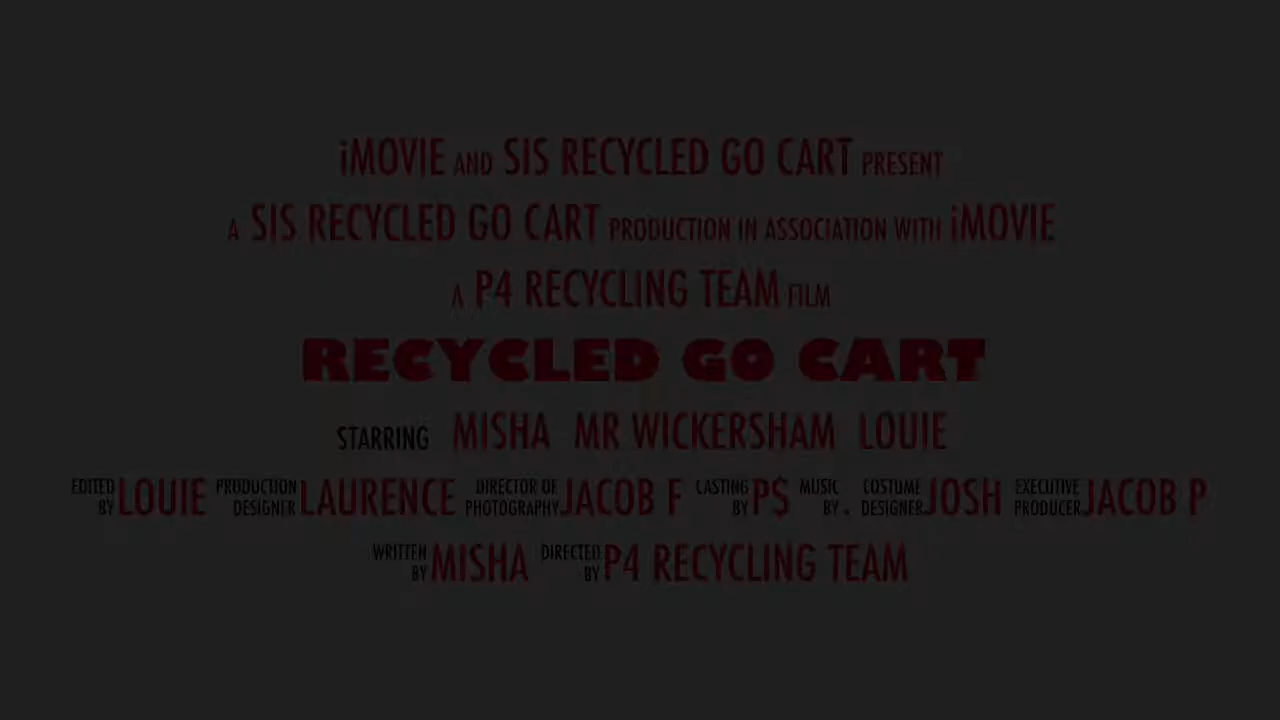 iMOVIE AND SIS RECYCLED GO CART PRESENT
A SIS RECYCLED GO CART PRODUCTION IN ASSOCIATION WITH iMOVIE
A P4 RECYCLING TEAM FILM
RECYCLED GO CART
STARRING MISHA MR WICKERSHAM LOUIE
EDITED BY LOUIE PRODUCTION DESIGNER LAURENCE DIRECTOR OF PHOTOGRAPHY JACOB F CASTING BY P$ MUSIC BY . COSTUME DESIGNER JOSH EXECUTIVE PRODUCER JACOB P
WRITTEN BY MISHA DIRECTED BY P4 RECYCLING TEAM